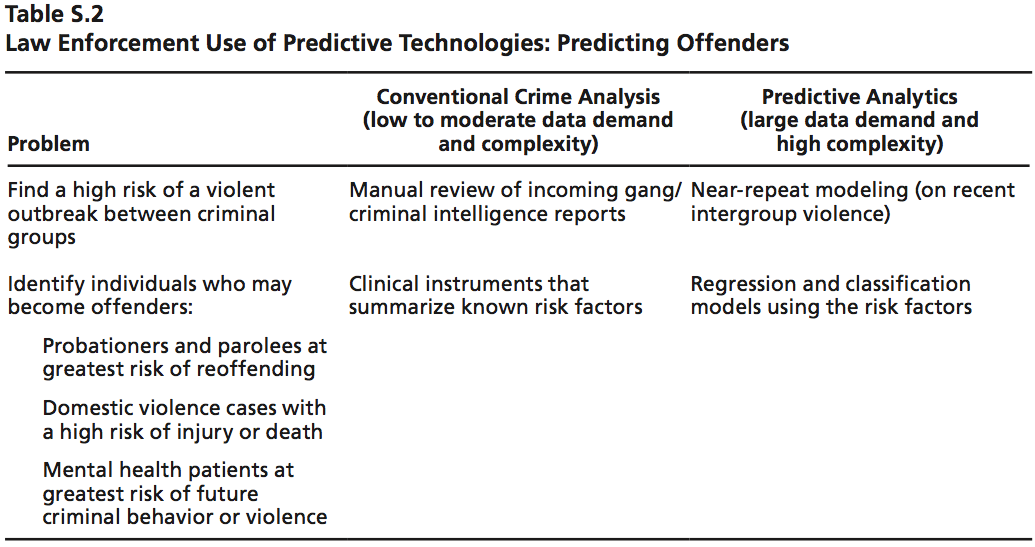 Table S.2
Law Enforcement Use of Predictive Technologies: Predicting Offenders
Problem
Conventional Crime Analysis
(low to moderate data demand
and complexity)
Predictive Analytics
(large data demand and
high complexity)
Find a high risk of a violent
outbreak between criminal
groups
Manual review of incoming gang/
criminal intelligence reports
Near-repeat modeling (on recent
intergroup violence)
Identify individuals who may
become offenders:
Clinical instruments that
summarize known risk factors
Regression and classification
models using the risk factors
Probationers and parolees at
greatest risk of reoffending
Domestic violence cases with
a high risk of injury or death
Mental health patients at
greatest risk of future
criminal behavior or violence